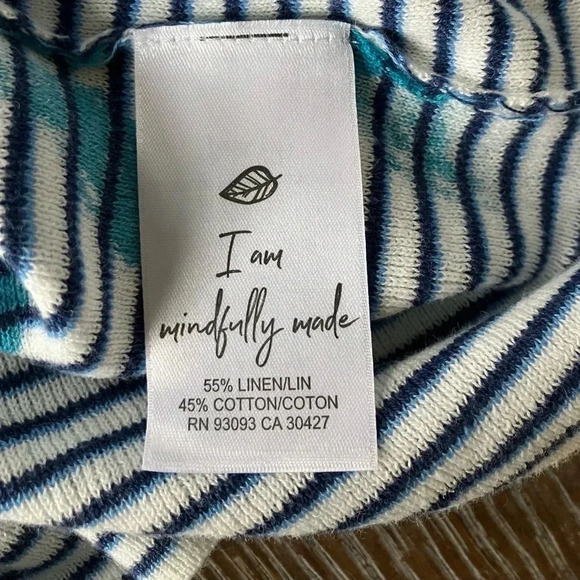 I am
mindfully made
55% LINEN/LIN
45% COTTON/COTON
RN 93093 CA 30427